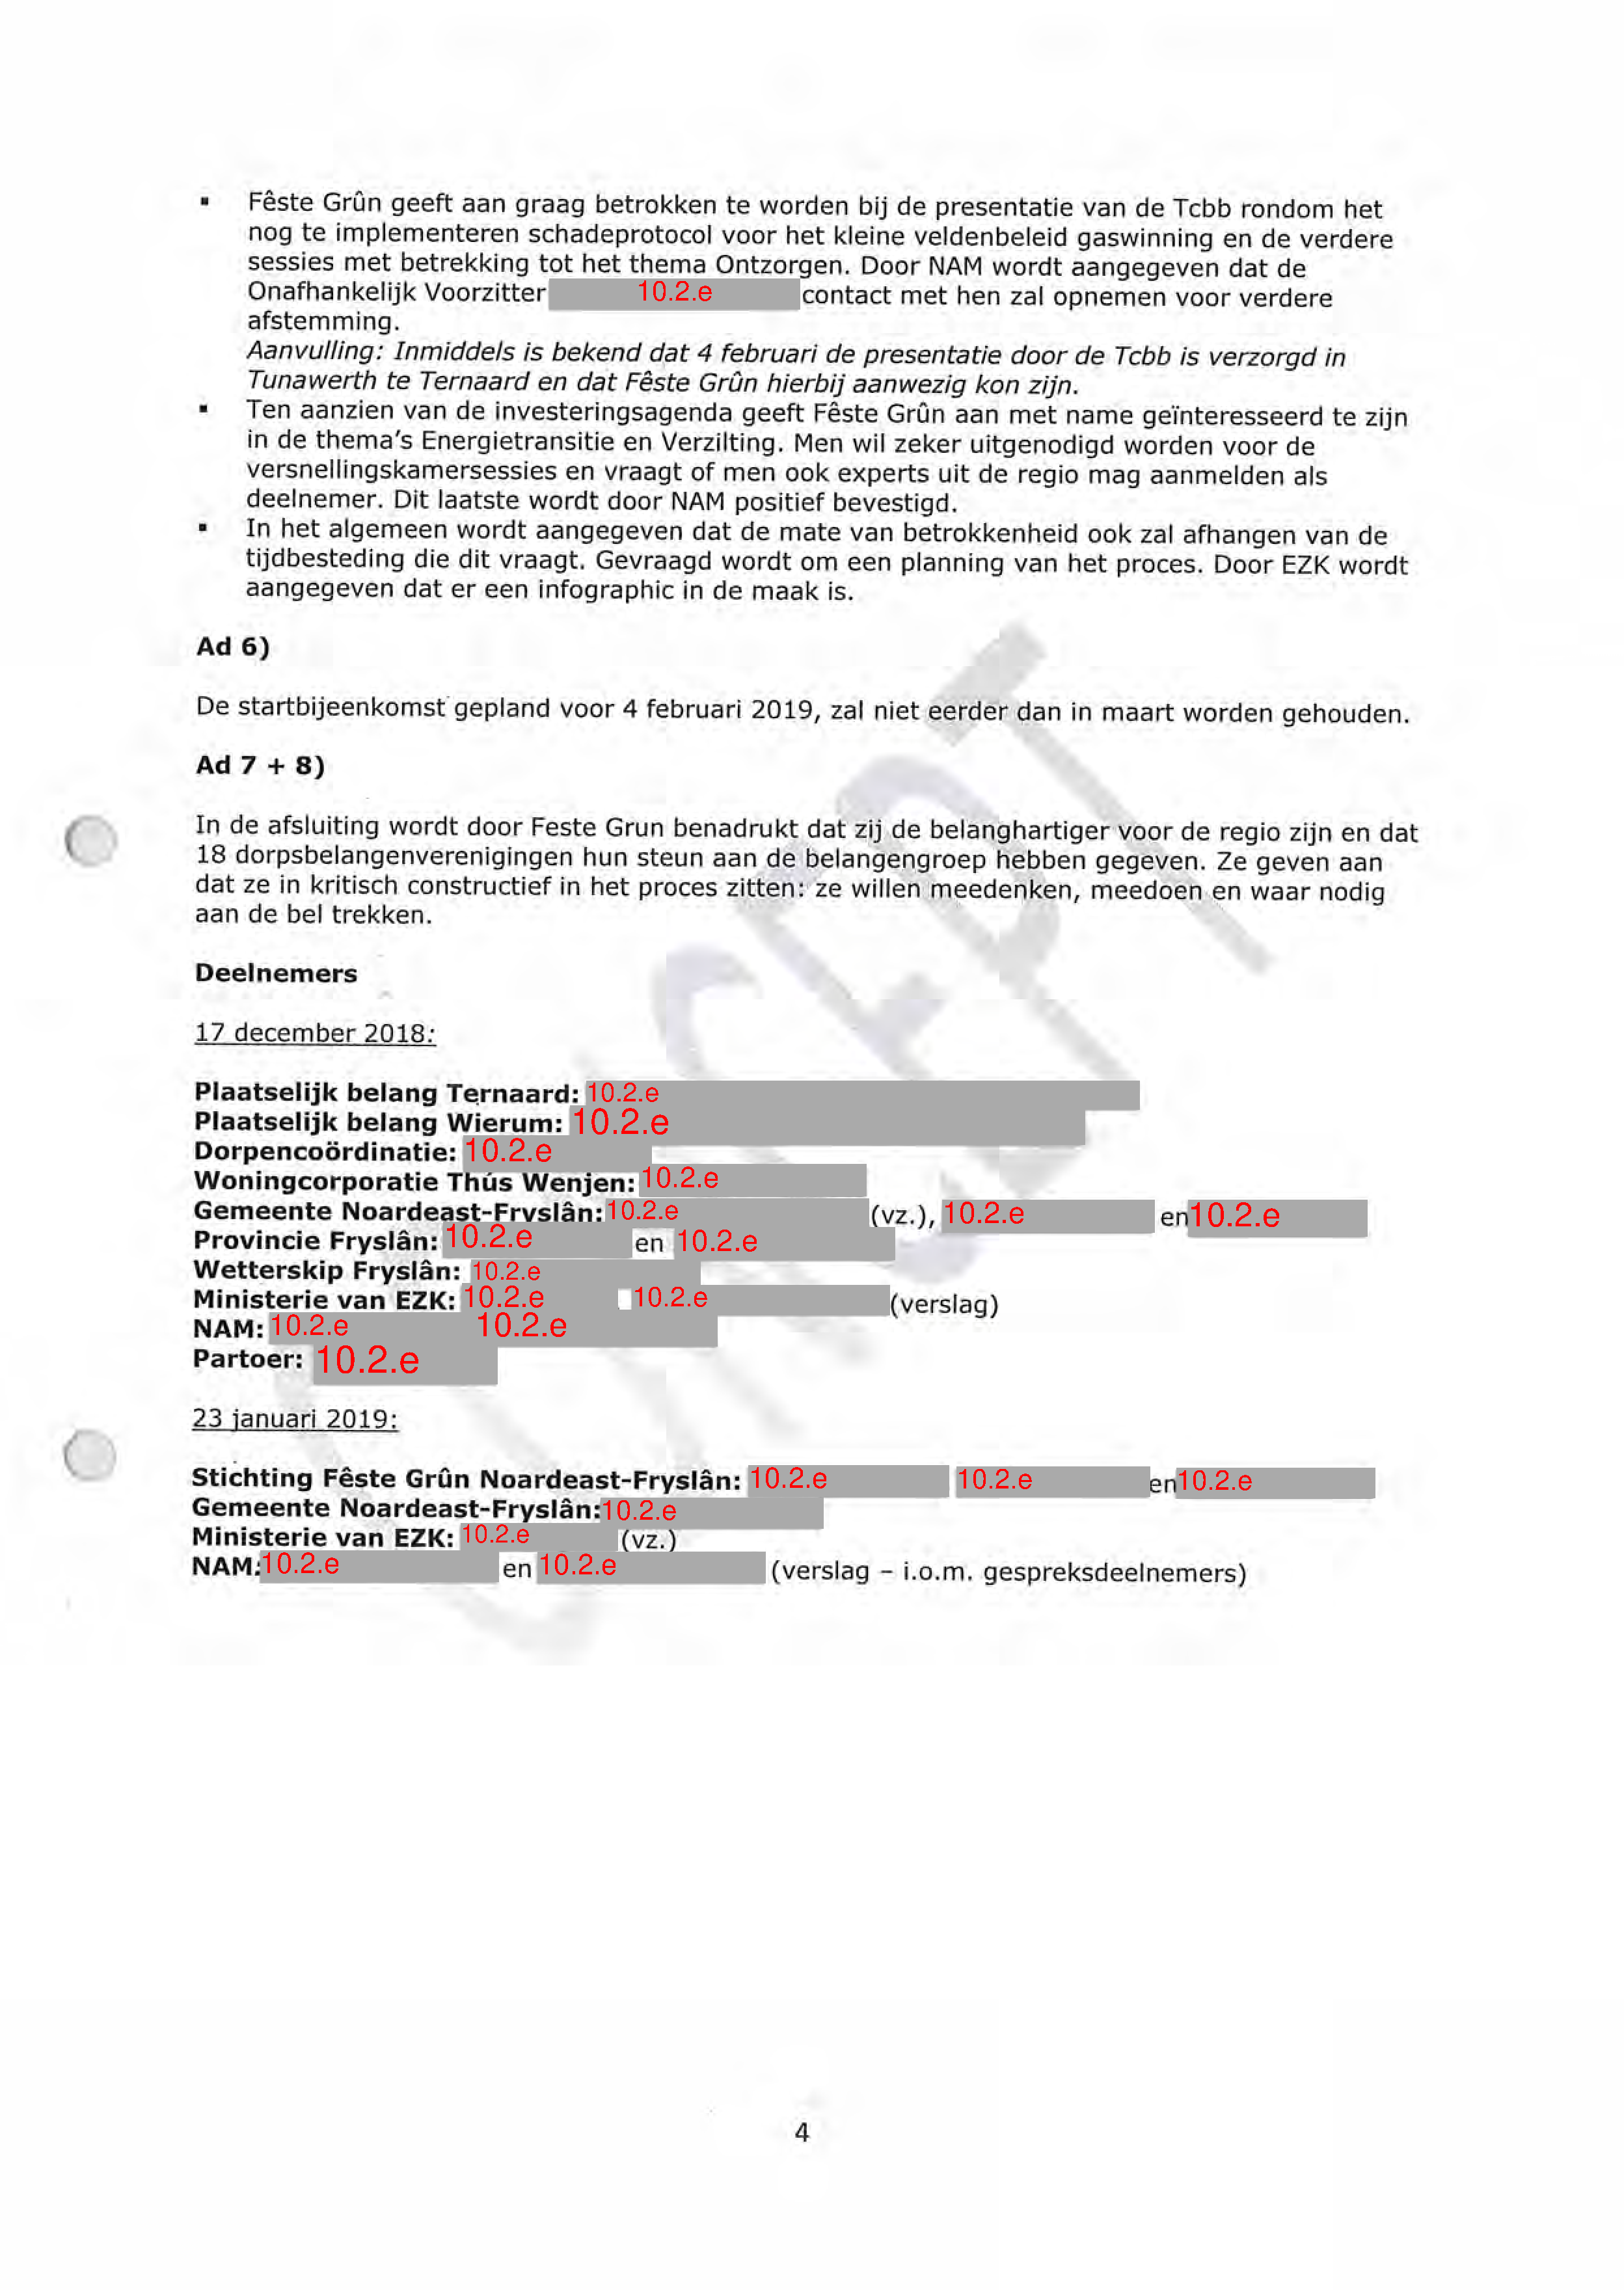 ▪ Fêste Grûn geeft aan graag betrokken te worden bij de presentatie van de Tcbb rondom het
nog te implementeren schadeprotocol voor het kleine veldenbeleid gaswinning en de verdere
sessies met betrekking tot het thema Ontzorgen. Door NAM wordt aangegeven dat de
Onafhankelijk Voorzitter 10.2.e contact met hen zal opnemen voor verdere
afstemming.
Aanvulling: Inmiddels is bekend dat 4 februari de presentatie door de Tcbb is verzorgd in
Tunawerth te Ternaard en dat Fêste Grûn hierbij aanwezig kon zijn.
▪ Ten aanzien van de investeringsagenda geeft Fêste Grûn aan met name geïnteresseerd te zijn
in de thema's Energietransitie en Verzilting. Men wil zeker uitgenodigd worden voor de
versnellingskamersessies en vraagt of men ook experts uit de regio mag aanmelden als
deelnemer. Dit laatste wordt door NAM positief bevestigd.
▪ In het algemeen wordt aangegeven dat de mate van betrokkenheid ook zal afhangen van de
tijdbesteding die dit vraagt. Gevraagd wordt om een planning van het proces. Door EZK wordt
aangegeven dat er een infographic in de maak is.
Ad 6)
De startbijeenkomst gepland voor 4 februari 2019, zal niet eerder dan in maart worden gehouden.
Ad 7 + 8)
In de afsluiting wordt door Feste Grun benadrukt dat zij de belanghartiger voor de regio zijn en dat
18 dorpsbelangenverenigingen hun steun aan de belangengroep hebben gegeven. Ze geven aan
dat ze in kritisch constructief in het proces zitten: ze willen meedenken, meedoen en waar nodig
aan de bel trekken.
Deelnemers
17 december 2018:
Plaatselijk belang Ternaard: 10.2.e
Plaatselijk belang Wierum: 10.2.e
Dorpencoördinatie: 10.2.e
Woningcorporatie Thús Wenjen: 10.2.e
Gemeente Noardeast-Fryslân: 10.2.e (vz.), 10.2.e en 10.2.e
Provincie Fryslân: 10.2.e en 10.2.e
Wetterskip Fryslân: 10.2.e
Ministerie van EZK: 10.2.e 10.2.e (verslag)
NAM: 10.2.e 10.2.e
Partoer: 10.2.e
23 januari 2019:
Stichting Fêste Grûn Noardeast-Fryslân: 10.2.e 10.2.e en 10.2.e
Gemeente Noardeast-Fryslân: 10.2.e
Ministerie van EZK: 10.2.e (vz.)
NAM: 10.2.e en 10.2.e (verslag – i.o.m. gespreksdeelnemers)
CONCEPT
4